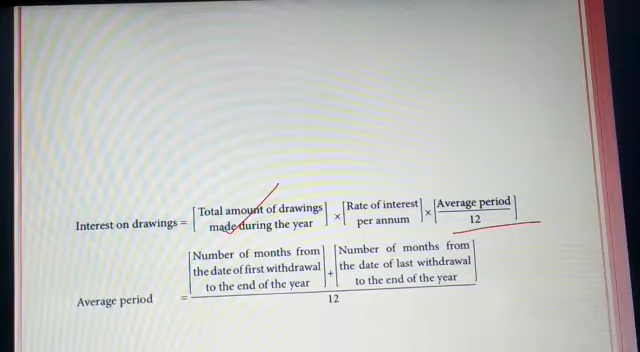 Interest on drawings = [Total amount of drawings made during the year] × [Rate of interest per annum] × [Average period / 12]
Average period = [Number of months from the date of first withdrawal to the end of the year] + [Number of months from the date of last withdrawal to the end of the year] / 12